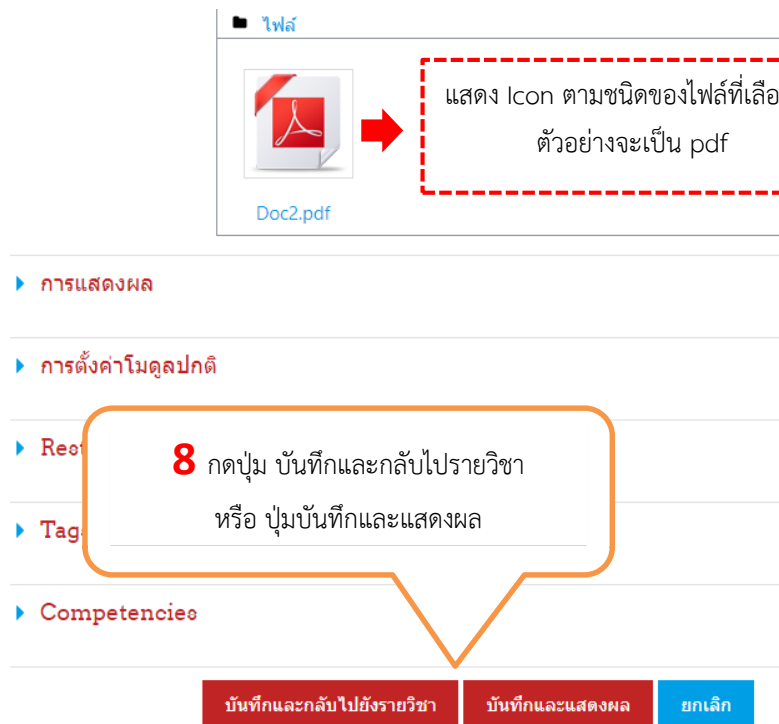 ไฟล์
แสดง Icon ตามชนิดของไฟล์ที่เลือ
ตัวอย่างจะเป็น pdf
Doc2.pdf
การแสดงผล
การตั้งค่าโมดูลปกติ
8 กดปุ่ม บันทึกและกลับไปรายวิชา
หรือ ปุ่มบันทึกและแสดงผล
Competencies
บันทึกและกลับไปยังรายวิชา บันทึกและแสดงผล ยกเลิก